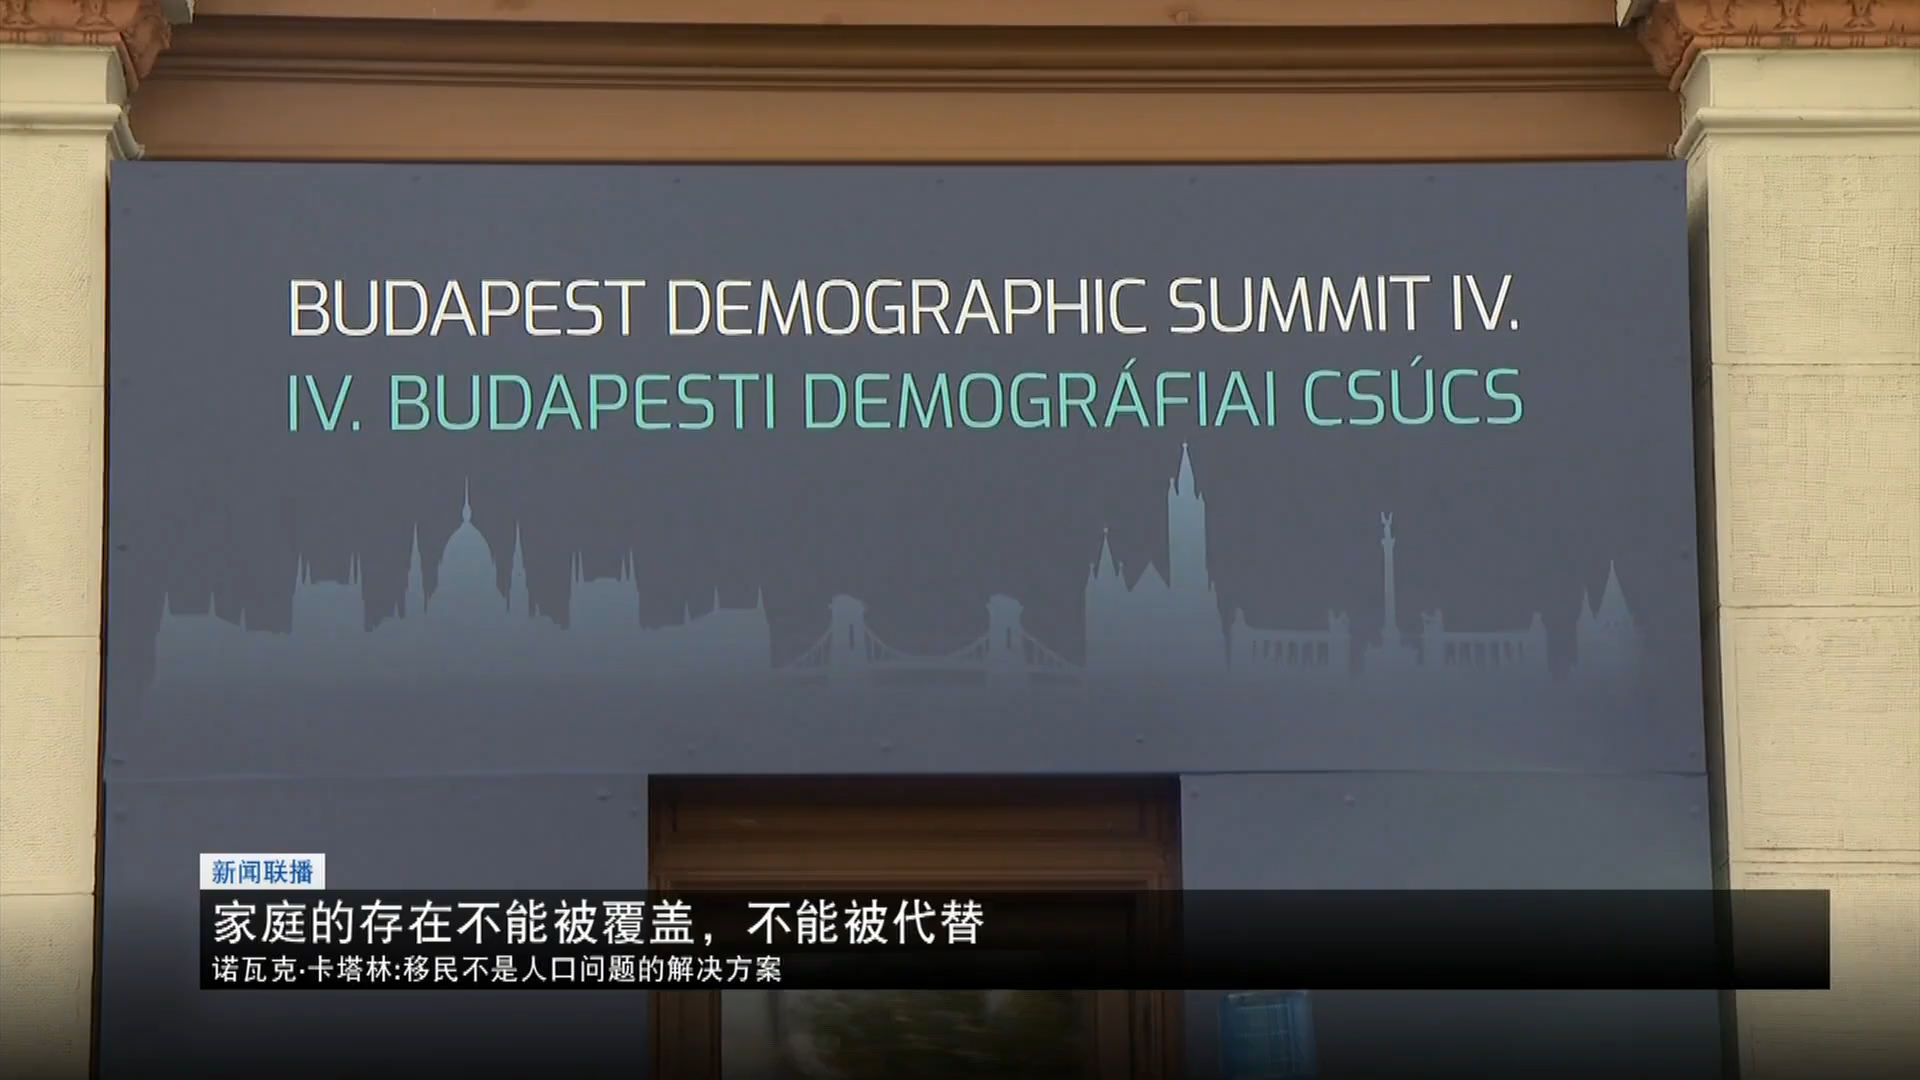 BUDAPEST DEMOGRAPHIC SUMMIT IV.
IV. BUDAPESTI DEMOGRÁFIAI CSÚCS
新闻联播
家庭的存在不能被覆盖，不能被代替
诺瓦克·卡塔林:移民不是人口问题的解决方案